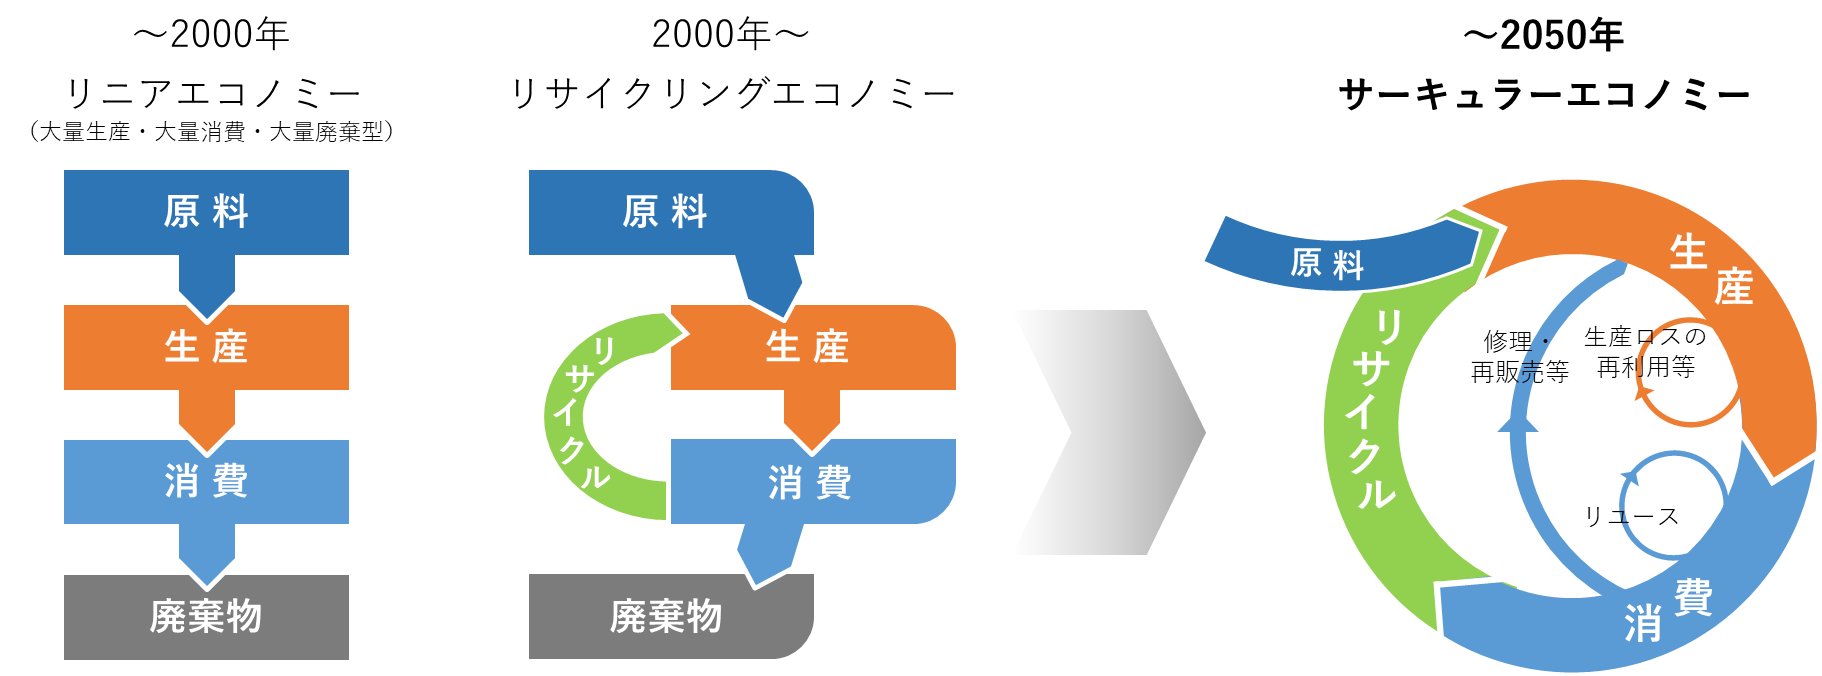 ～2000年
リニアエコノミー
（大量生産・大量消費・大量廃棄型）
原料
生産
消費
廃棄物
2000年～
リサイクリングエコノミー
原料
生産
リサイクル
消費
廃棄物
～2050年
サーキュラーエコノミー
原料
生産
リサイクル
修理・
再販売等
生産ロスの
再利用等
リユース
消費